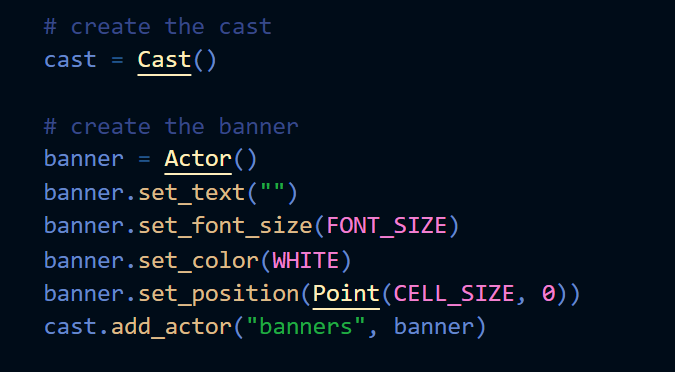 # create the cast
cast = Cast()
# create the banner
banner = Actor()
banner.set_text("")
banner.set_font_size(FONT_SIZE)
banner.set_color(WHITE)
banner.set_position(Point(CELL_SIZE, 0))
cast.add_actor("banners", banner)